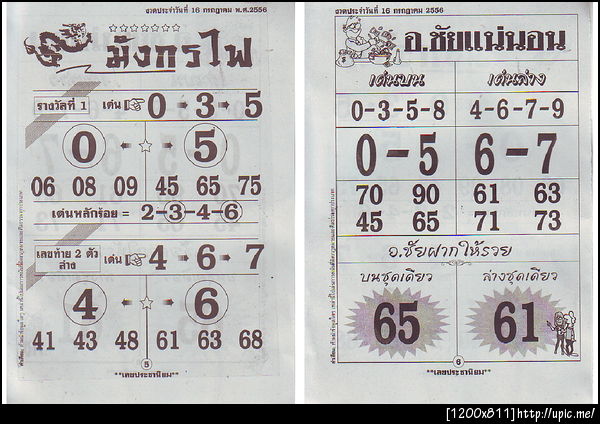 งวดประจำวันที่ 16 กรกฎาคม พ.ศ.2556
มังกรไฟ
รางวัลที่ 1 เด่น 0-3-5
0 5
06 08 09 45 65 75
เด่นหลักร้อย = 2-3-4-6
เลขท้าย 2 ตัว ล่าง เด่น 4-6-7
4 6
41 43 48 61 63 68
5
**เลขประชานิยม**
งวดประจำวันที่ 16 กรกฎาคม 2556
อ.ชัยแน่นอน
เด่นบน เด่นล่าง
0-3-5-8 4-6-7-9
0-5 6-7
70 90 61 63
45 65 71 73
อ.ชัยฝากให้รวย
บนชุดเดียว ล่างชุดเดียว
65 61
6
**เลขประชานิยม**
[1200x811]http://upic.me/